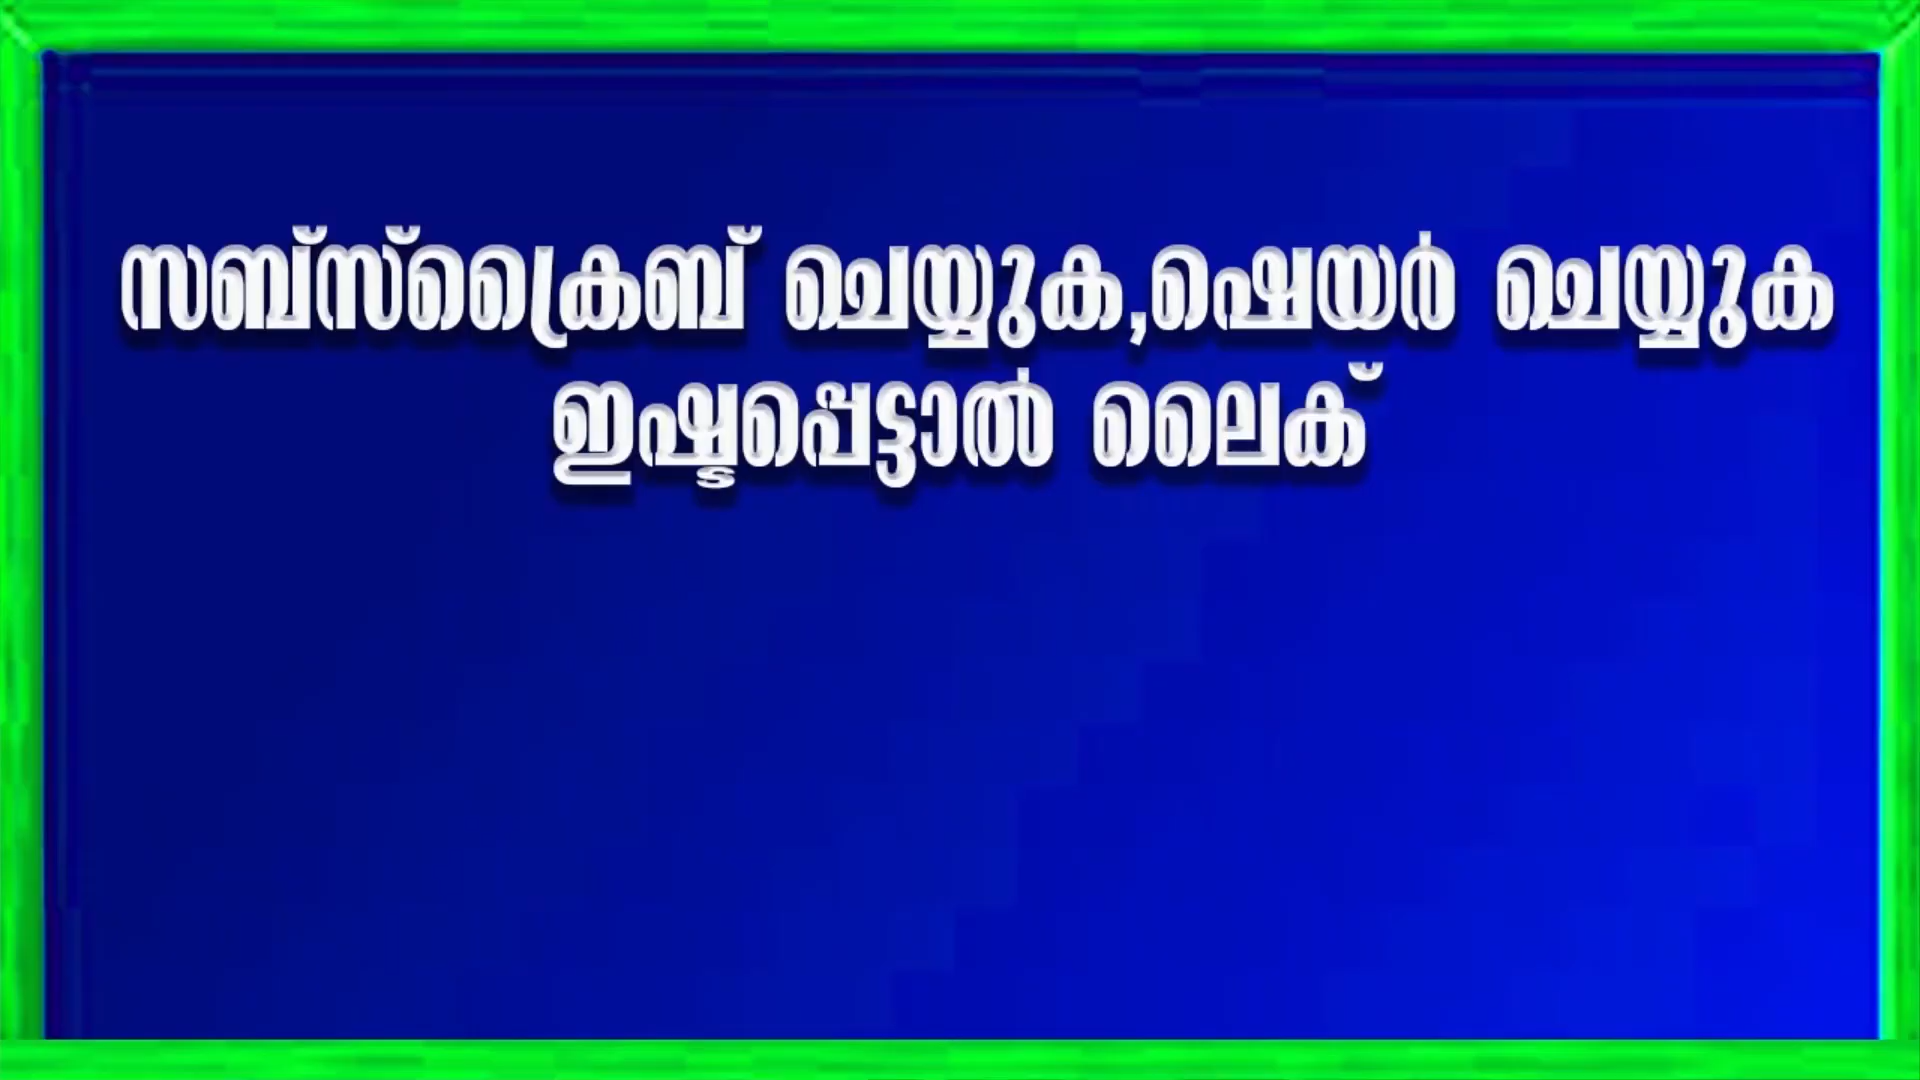 സബ്സ്ക്രൈബ് ചെയ്യുക,ഷെയർ ചെയ്യുക
ഇഷ്ടപ്പെട്ടാൽ ലൈക്